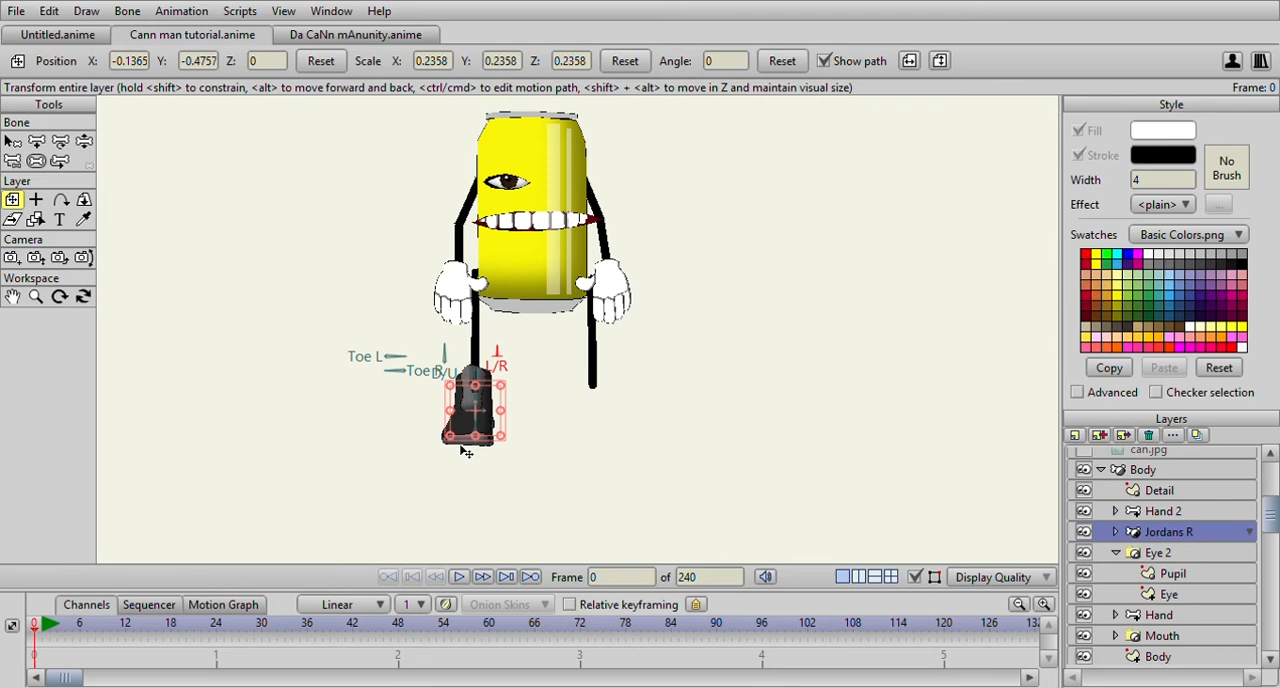 File Edit Draw Bone Animation Scripts View Window Help
Untitled.anime Cann man tutorial.anime Da CaNn mAnunity.anime
Position X: -0.1365 Y: -0.4757 Z: 0 Reset Scale X: 0.2358 Y: 0.2358 Z: 0.2358 Reset Angle: 0 Reset Show path
Transform entire layer (hold <shift> to constrain, <alt> to move forward and back, <ctrl/cmd> to edit motion path, <shift> + <alt> to move in Z and maintain visual size) Frame: 0
Tools
Bone
Layer
T
Camera
Workspace
Toe L
Toe R
D/U
L/R
Style
Fill
Stroke
No Brush
Width 4
Effect <plain> ...
Swatches Basic Colors.png
Copy Paste Reset
Advanced Checker selection
Layers
can.jpg
Body
Detail
Hand 2
Jordans R
Eye 2
Pupil
Eye
Hand
Mouth
Body
Frame 0 of 240 Display Quality
Channels Sequencer Motion Graph Linear 1 Onion Skins Relative keyframing
0 6 12 18 24 30 36 42 48 54 60 66 72 78 84 90 96 102 108 114 120 126 132
0 1 2 3 4 5